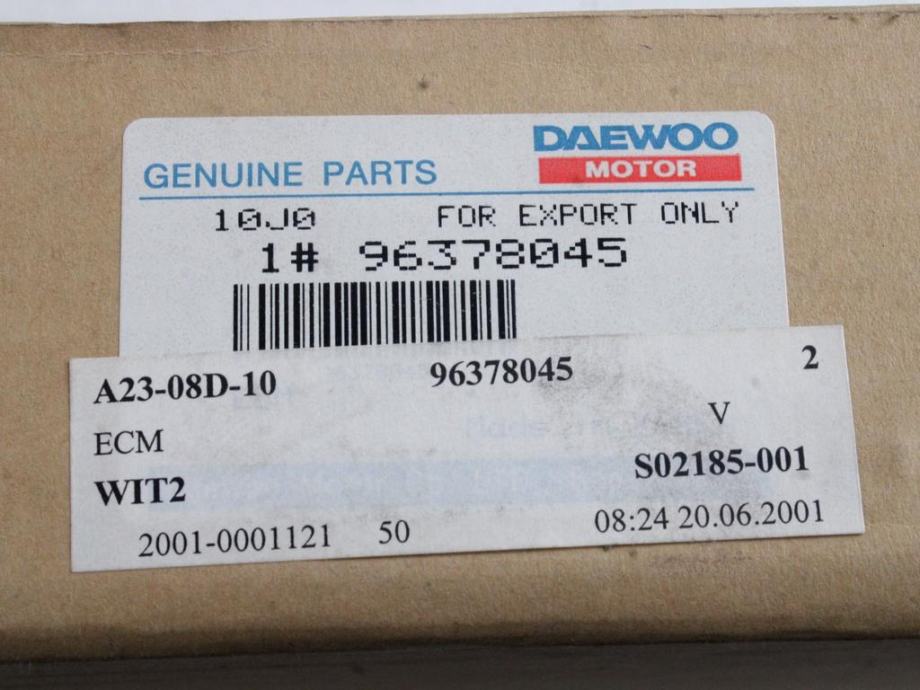 DAEWOO
MOTOR
GENUINE PARTS
10J0 FOR EXPORT ONLY
1# 96378045
A23-08D-10 96378045 2
ECM V
WIT2 S02185-001
2001-0001121 50 08:24 20.06.2001